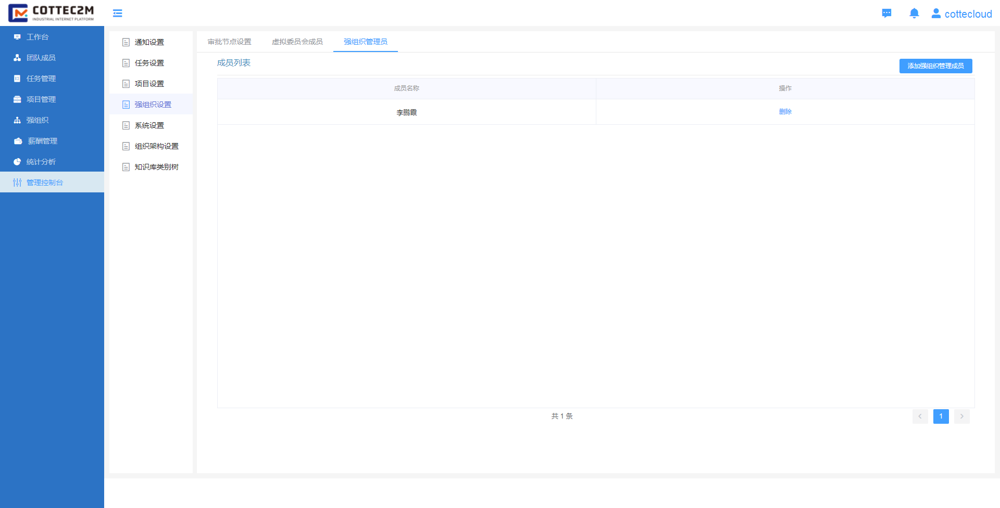 COTTEC2M
INDUSTRIAL INTERNET PLATFORM
cottecloud
工作台
团队成员
任务管理
项目管理
强组织
薪酬管理
统计分析
管理控制台
通知设置
任务设置
项目设置
强组织设置
系统设置
组织架构设置
知识库类别树
审批节点设置 虚拟委员会成员 强组织管理员
成员列表
添加强组织管理成员
成员名称 操作
李鹏霞 删除
共 1 条
1